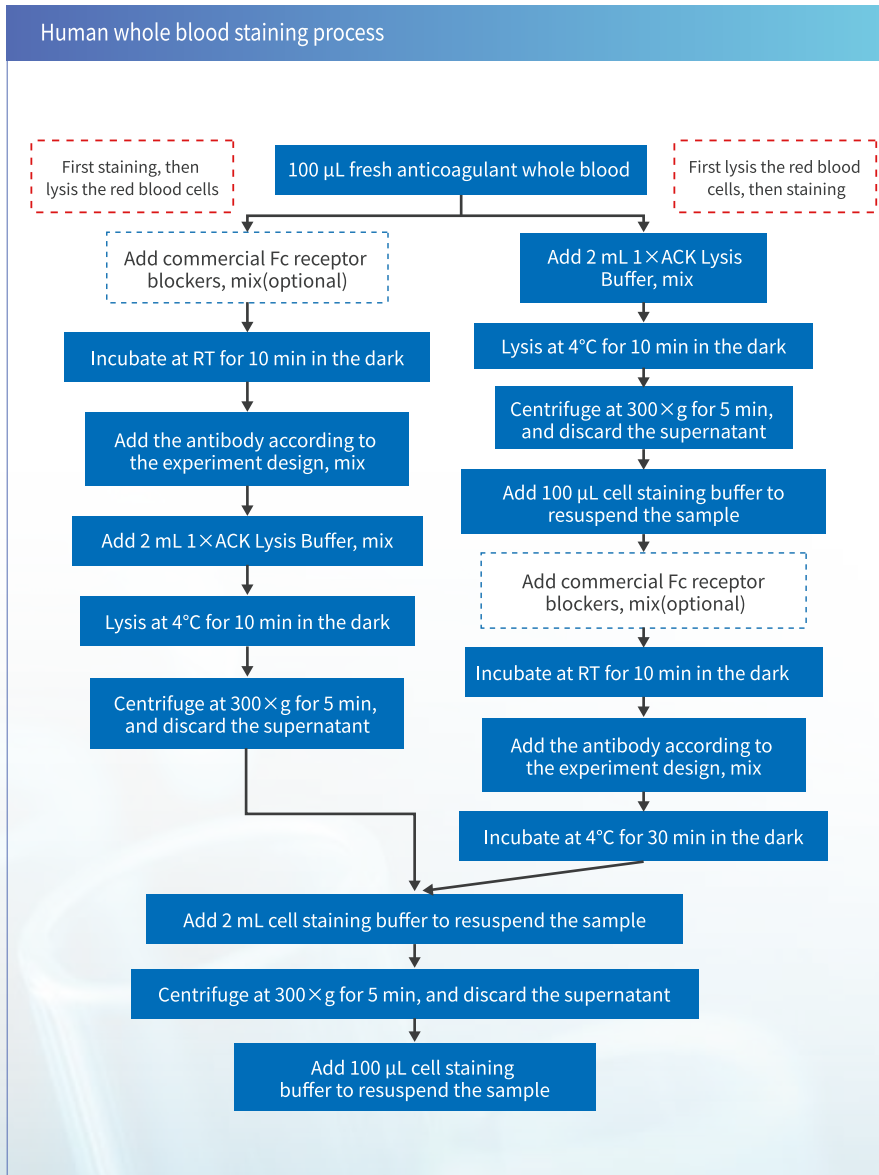 Human whole blood staining process
First staining, then
lysis the red blood cells
100 μL fresh anticoagulant whole blood
First lysis the red blood
cells, then staining
Add commercial Fc receptor
blockers, mix(optional)
Incubate at RT for 10 min in the dark
Add the antibody according to
the experiment design, mix
Add 2 mL 1×ACK Lysis Buffer, mix
Lysis at 4°C for 10 min in the dark
Centrifuge at 300×g for 5 min,
and discard the supernatant
Add 2 mL 1×ACK Lysis
Buffer, mix
Lysis at 4°C for 10 min in the dark
Centrifuge at 300×g for 5 min,
and discard the supernatant
Add 100 μL cell staining buffer to
resuspend the sample
Add commercial Fc receptor
blockers, mix(optional)
Incubate at RT for 10 min in the dark
Add the antibody according to
the experiment design, mix
Incubate at 4°C for 30 min in the dark
Add 2 mL cell staining buffer to resuspend the sample
Centrifuge at 300×g for 5 min, and discard the supernatant
Add 100 μL cell staining
buffer to resuspend the sample